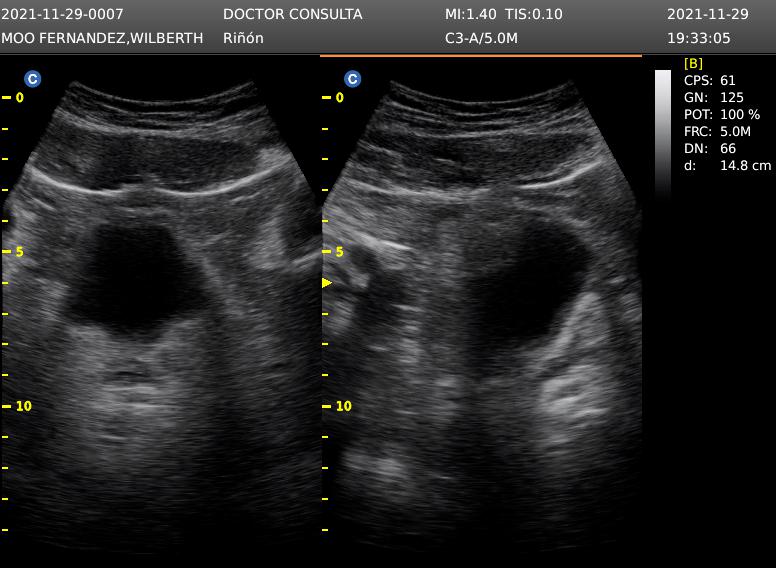 2021-11-29-0007 DOCTOR CONSULTA MI:1.40 TIS:0.10 2021-11-29
MOO FERNANDEZ,WILBERTH Riñón C3-A/5.0M 19:33:05
[B]
CPS: 61
GN: 125
POT: 100 %
FRC: 5.0M
DN: 66
d: 14.8 cm
C
0
5
10
C
0
5
10